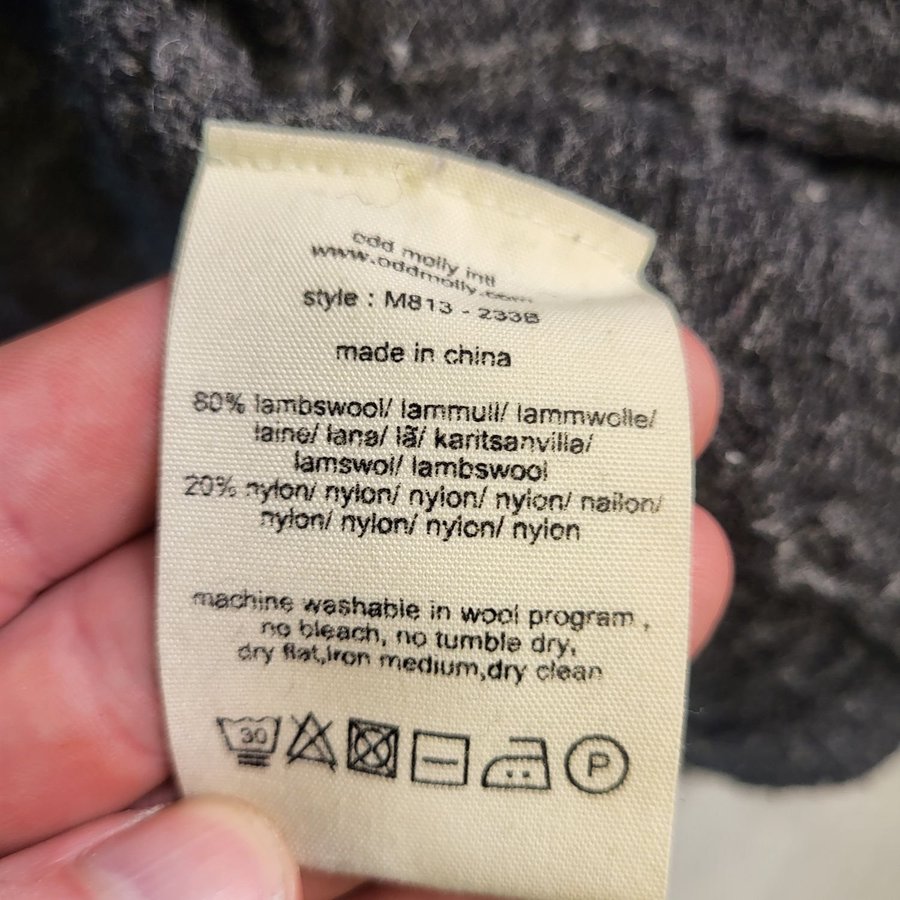 odd molly intl
www.oddmolly.com
style : M813 - 233B
made in china
80% lambswool/ lammull/ lammwolle/
laine/ lana/ lã/ karitsanvilla/
lamswol/ lambswool
20% nylon/ nylon/ nylon/ nylon/ nailon/
nylon/ nylon/ nylon/ nylon
machine washable in wool program ,
no bleach, no tumble dry,
dry flat,iron medium,dry clean
30
P